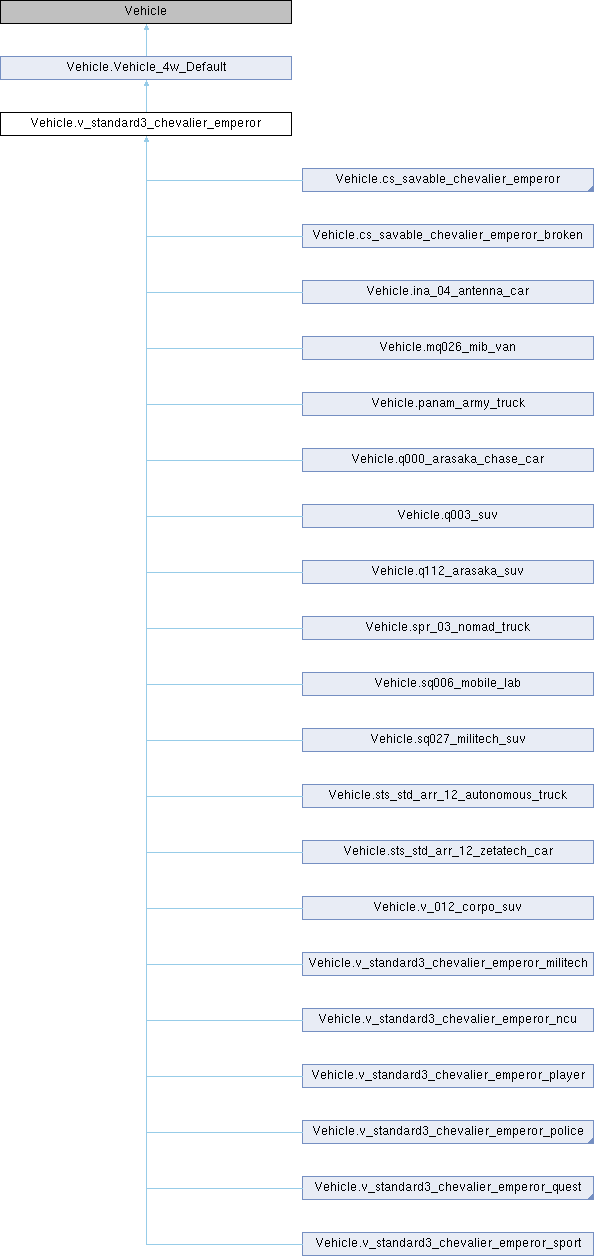 Vehicle
Vehicle.Vehicle_4w_Default
Vehicle.v_standard3_chevalier_emperor
Vehicle.cs_savable_chevalier_emperor
Vehicle.cs_savable_chevalier_emperor_broken
Vehicle.ina_04_antenna_car
Vehicle.mq026_mib_van
Vehicle.panam_army_truck
Vehicle.q000_arasaka_chase_car
Vehicle.q003_suv
Vehicle.q112_arasaka_suv
Vehicle.spr_03_nomad_truck
Vehicle.sq006_mobile_lab
Vehicle.sq027_militech_suv
Vehicle.sts_std_arr_12_autonomous_truck
Vehicle.sts_std_arr_12_zetatech_car
Vehicle.v_012_corpo_suv
Vehicle.v_standard3_chevalier_emperor_militech
Vehicle.v_standard3_chevalier_emperor_ncu
Vehicle.v_standard3_chevalier_emperor_player
Vehicle.v_standard3_chevalier_emperor_police
Vehicle.v_standard3_chevalier_emperor_quest
Vehicle.v_standard3_chevalier_emperor_sport